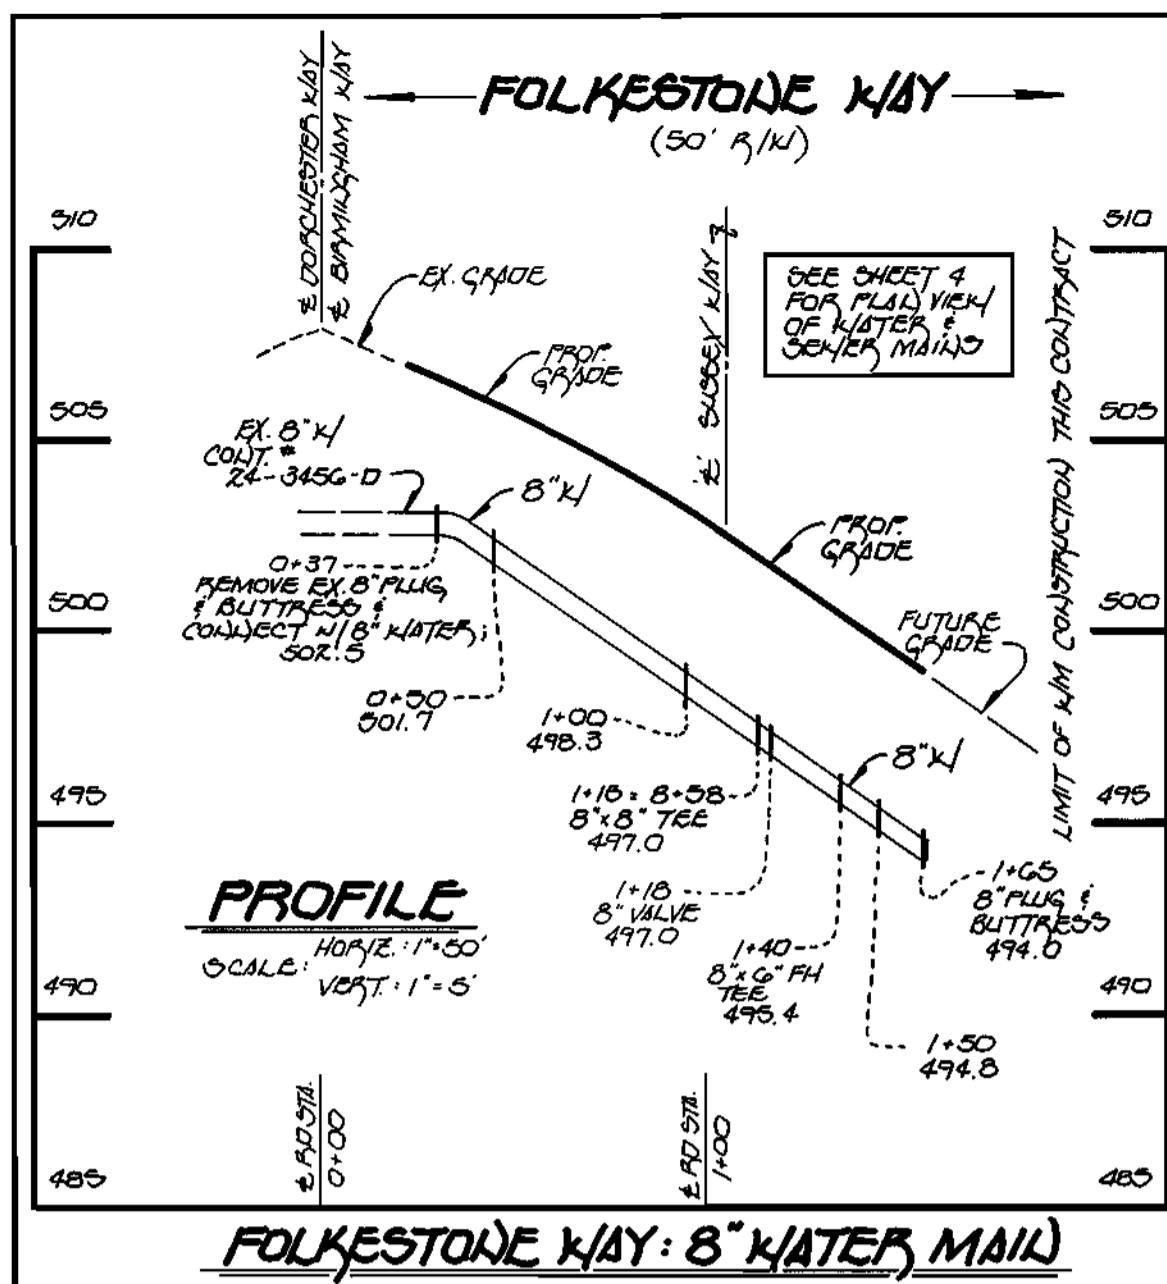 FOLKESTONE WAY
(50' R/W)
℄ DORCHESTER WAY
℄ BIRMINGHAM WAY
510
510
EX. GRADE
℄ SUSSEX WAY
SEE SHEET 4
FOR PLAN VIEW
OF WATER &
SEWER MAINS
LIMIT OF W/M CONSTRUCTION THIS CONTRACT
PROP.
GRADE
505
505
EX. 8" W
CONT. #
24-3456-D
8" W
PROP.
GRADE
0+37
REMOVE EX. 8" PLUG
& BUTTRESS &
CONNECT W/ 8" WATER;
502.5
500
500
FUTURE
GRADE
0+50
501.7
1+00
498.3
8" W
495
495
1+15 = 8+58
8" x 8" TEE
497.0
1+18
8" VALVE
497.0
1+65
8" PLUG &
BUTTRESS
494.0
PROFILE
SCALE:
HORIZ.: 1"=50'
VERT.: 1"=5'
1+40
8" x 6" FH
TEE
495.4
490
490
1+50
494.8
℄ RD STA.
0+00
℄ RD STA.
1+00
485
485
FOLKESTONE WAY: 8" WATER MAIN